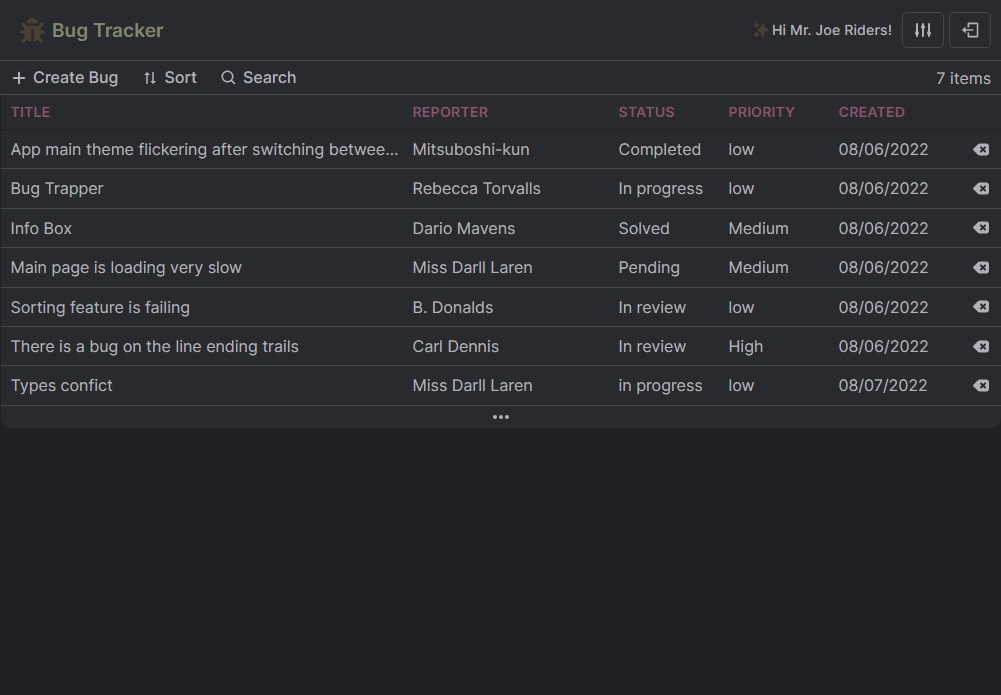 Bug Tracker Hi Mr. Joe Riders!
Create Bug Sort Search 7 items
TITLE REPORTER STATUS PRIORITY CREATED
App main theme flickering after switching betwee... Mitsuboshi-kun Completed low 08/06/2022
Bug Trapper Rebecca Torvalls In progress low 08/06/2022
Info Box Dario Mavens Solved Medium 08/06/2022
Main page is loading very slow Miss Darll Laren Pending Medium 08/06/2022
Sorting feature is failing B. Donalds In review low 08/06/2022
There is a bug on the line ending trails Carl Dennis In review High 08/06/2022
Types confict Miss Darll Laren in progress low 08/07/2022